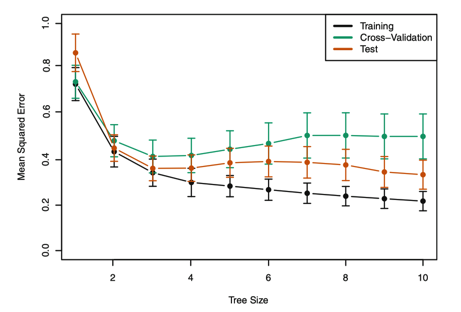 Training
Cross−Validation
Test
Mean Squared Error
1.0
0.8
0.6
0.4
0.2
0.0
2 4 6 8 10
Tree Size